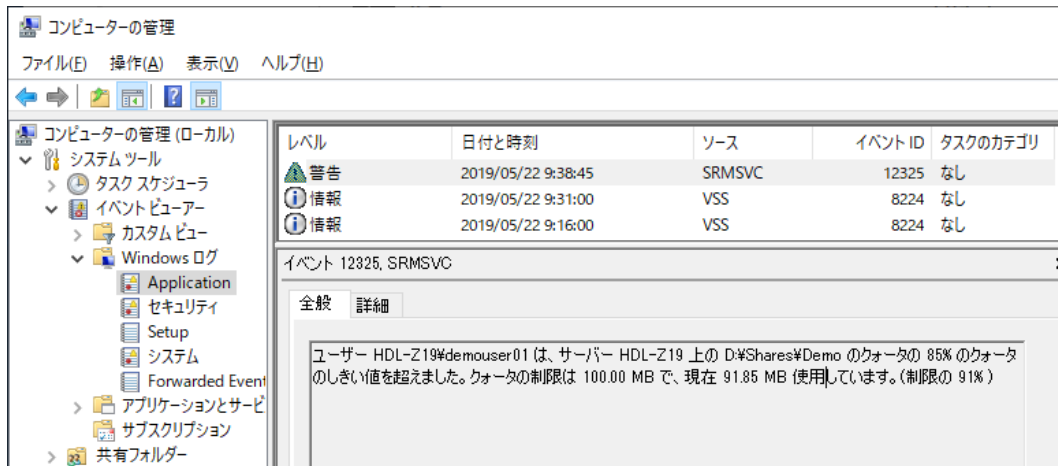 コンピューターの管理
ファイル(F) 操作(A) 表示(V) ヘルプ(H)
コンピューターの管理 (ローカル)
システム ツール
タスク スケジューラ
イベント ビューアー
カスタム ビュー
Windows ログ
Application
セキュリティ
Setup
システム
Forwarded Event
アプリケーションとサービ
サブスクリプション
共有フォルダー
レベル 日付と時刻 ソース イベント ID タスクのカテゴリ
警告 2019/05/22 9:38:45 SRMSVC 12325 なし
情報 2019/05/22 9:31:00 VSS 8224 なし
情報 2019/05/22 9:16:00 VSS 8224 なし
イベント 12325, SRMSVC
全般 詳細
ユーザー HDL-Z19¥demouser01 は、サーバー HDL-Z19 上の D:¥Shares¥Demo のクォータの 85% のクォータ
のしきい値を超えました。クォータの制限は 100.00 MB で、現在 91.85 MB 使用しています。(制限の 91% )